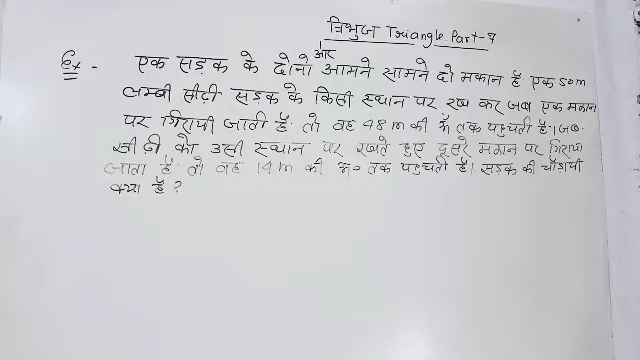 त्रिभुज Triangle Part-7
Ex - एक सड़क के दोनो और आमने सामने दो मकान है एक 50m
लम्बी सीढ़ी सड़क के किसी स्थान पर रख कर जब एक मकान
पर गिरायी जाती है तो वह 48m की ऊँ० तक पहुचती है। जब
सीढ़ी को उसी स्थान पर रखते हुए दूसरे मकान पर गिराया
जाता है तो वह 14m की ऊ० तक पहुचती है। सड़क की चौड़ायी
क्या है ?